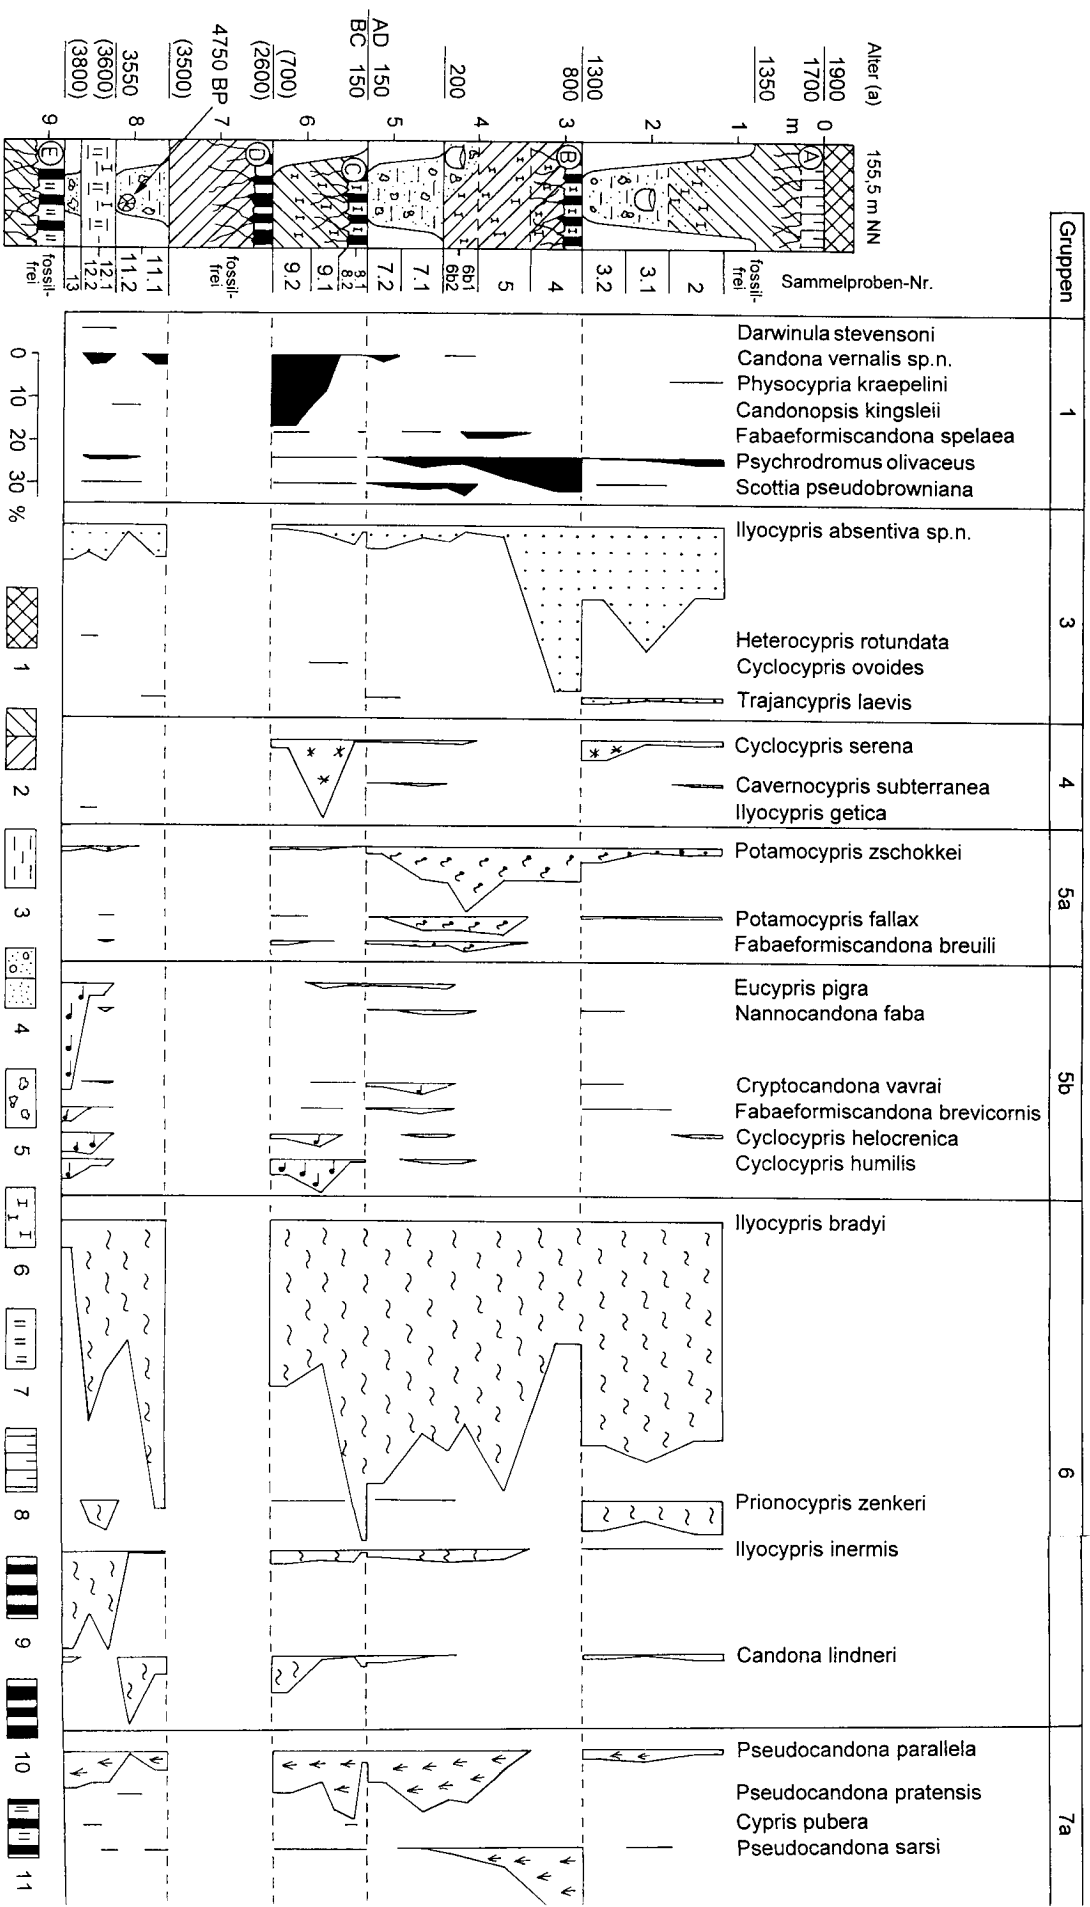 Alter (a)
1900
1700
1350
1300
800
200
AD 150
BC 150
(700)
(2600)
4750 BP
(3500)
3550
(3600)
(3800)
155,5 m NN
0
m
1
2
3
4
5
6
7
8
9
A
B
C
D
E
Sammelproben-Nr.
fossil-
frei
2
3.1
3.2
4
5
6b1
6b2
7.1
7.2
8.1
8.2
9.1
9.2
fossil-
frei
11.1
11.2
12.1
12.2
13
fossil-
frei
Gruppen
1
3
4
5a
5b
6
7a
Darwinula stevensoni
Candona vernalis sp.n.
Physocypria kraepelini
Candonopsis kingsleii
Fabaeformiscandona spelaea
Psychrodromus olivaceus
Scottia pseudobrowniana
Ilyocypris absentiva sp.n.
Heterocypris rotundata
Cyclocypris ovoides
Trajancypris laevis
Cyclocypris serena
Cavernocypris subterranea
Ilyocypris getica
Potamocypris zschokkei
Potamocypris fallax
Fabaeformiscandona breuili
Eucypris pigra
Nannocandona faba
Cryptocandona vavrai
Fabaeformiscandona brevicornis
Cyclocypris helocrenica
Cyclocypris humilis
Ilyocypris bradyi
Prionocypris zenkeri
Ilyocypris inermis
Candona lindneri
Pseudocandona parallela
Pseudocandona pratensis
Cypris pubera
Pseudocandona sarsi
0 10 20 30 %
1 2 3 4 5 6 7 8 9 10 11